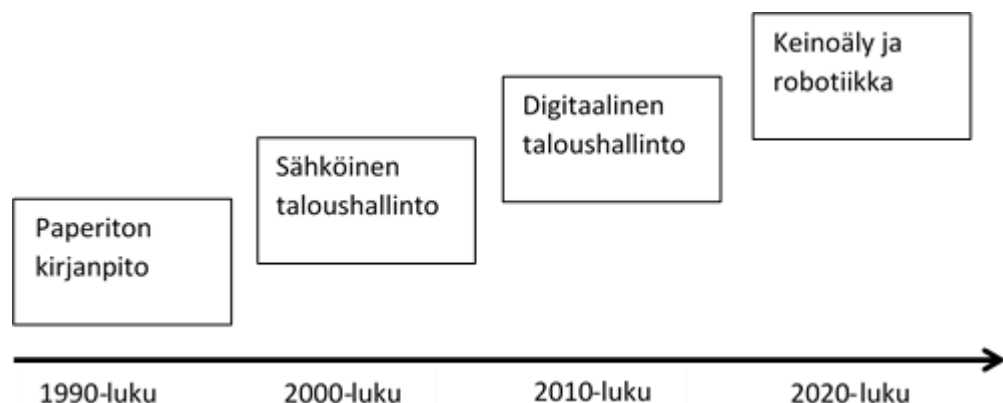 Keinoäly ja
robotiikka
Digitaalinen
taloushallinto
Sähköinen
taloushallinto
Paperiton
kirjanpito
1990-luku
2000-luku
2010-luku
2020-luku